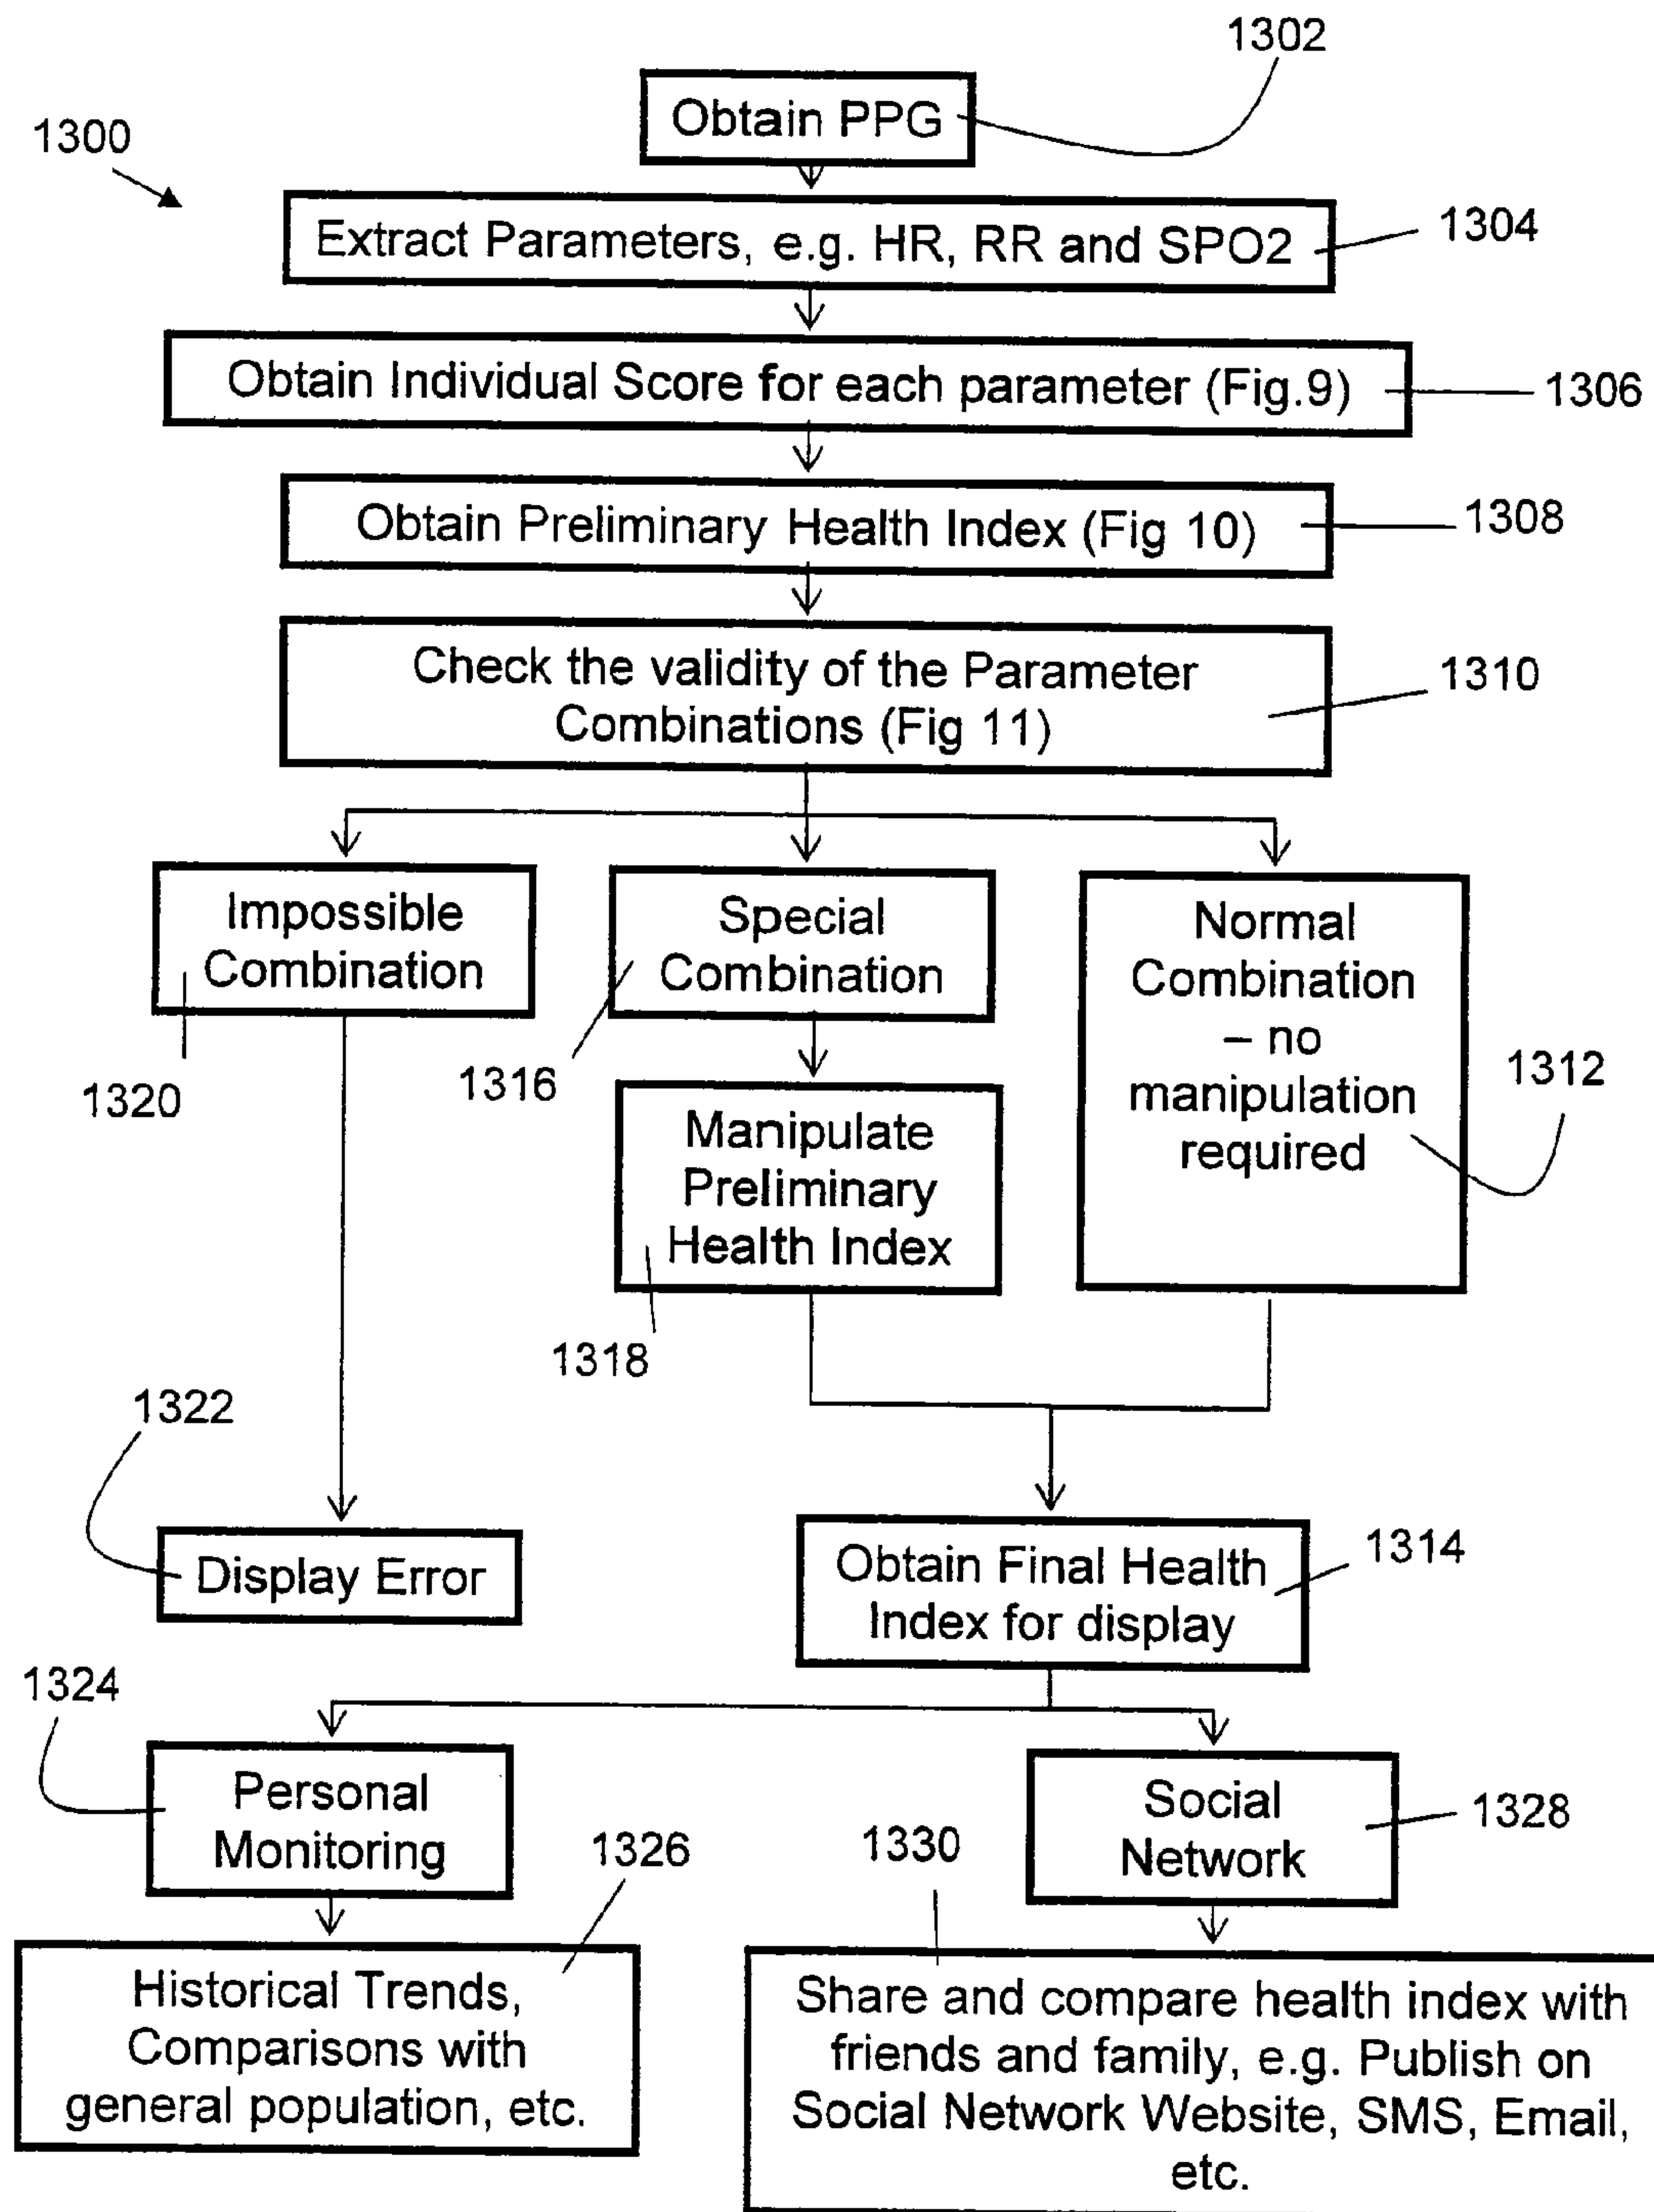 1302
Obtain PPG
1300
Extract Parameters, e.g. HR, RR and SPO2
1304
Obtain Individual Score for each parameter (Fig.9)
1306
Obtain Preliminary Health Index (Fig 10)
1308
Check the validity of the Parameter
Combinations (Fig 11)
1310
Impossible
Combination
1320
Special
Combination
1316
Normal
Combination
– no
manipulation
required
1312
Manipulate
Preliminary
Health Index
1318
1322
Display Error
Obtain Final Health
Index for display
1314
1324
Personal
Monitoring
1326
Social
Network
1328
1330
Historical Trends,
Comparisons with
general population, etc.
Share and compare health index with
friends and family, e.g. Publish on
Social Network Website, SMS, Email,
etc.